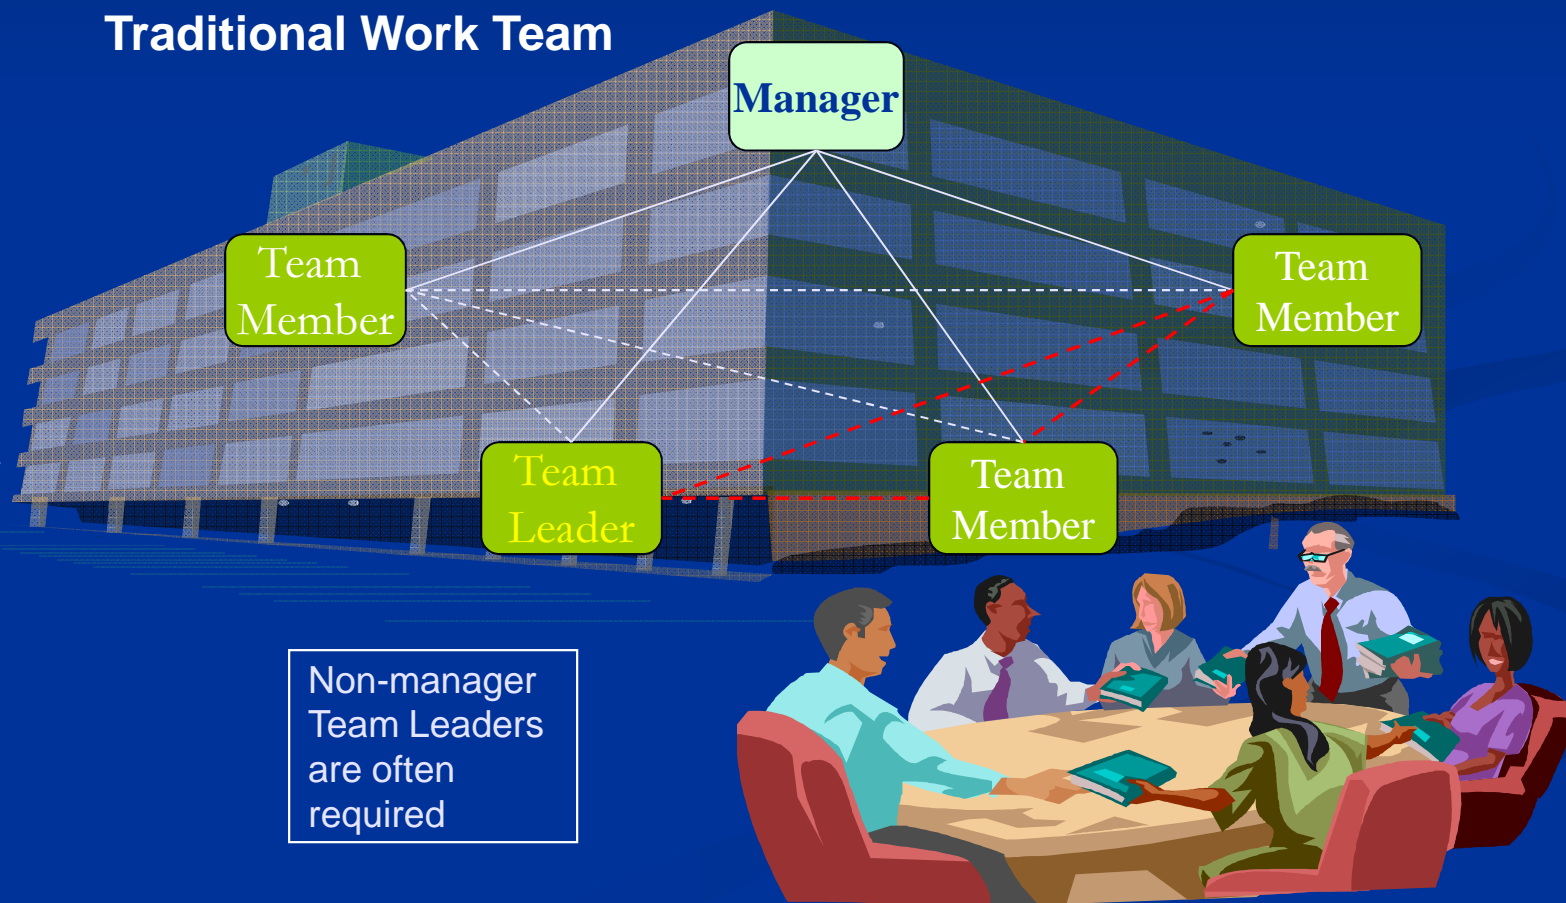 Traditional Work Team
Manager
Team
Member
Team
Member
Team
Leader
Team
Member
Non-manager
Team Leaders
are often
required